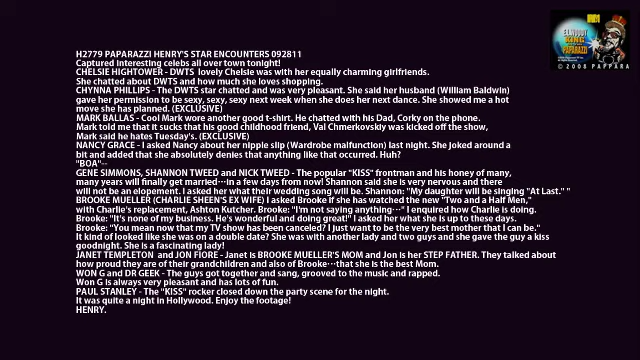 H2779 PAPARAZZI HENRY'S STAR ENCOUNTERS 092811
Captured interesting celebs all over town tonight!
CHELSIE HIGHTOWER - DWTS lovely Chelsie was with her equally charming girlfriends.
She chatted about DWTS and how much she loves shopping.
CHYNNA PHILLIPS - The DWTS star chatted and was very pleasant. She said her husband (William Baldwin)
gave her permission to be sexy, sexy, sexy next week when she does her next dance. She showed me a hot
move she has planned. (EXCLUSIVE)
MARK BALLAS - Cool Mark wore another good t-shirt. He chatted with his Dad, Corky on the phone.
Mark told me that it sucks that his good childhood friend, Val Chmerkovskiy was kicked off the show,
Mark said he hates Tuesday's. (EXCLUSIVE)
NANCY GRACE - I asked Nancy about her nipple slip (Wardrobe malfunction) last night. She joked around a
bit and added that she absolutely denies that anything like that occurred. Huh?
"BOA"--
GENE SIMMONS, SHANNON TWEED and NICK TWEED - The popular "KISS" frontman and his honey of many,
many years will finally get married···in a few days from now! Shannon said she is very nervous and there
will not be an elopement. I asked her what their wedding song will be. Shannon: "My daughter will be singing "At Last." "
BROOKE MUELLER (CHARLIE SHEEN'S EX WIFE) I asked Brooke if she has watched the new "Two and a Half Men,"
with Charlie's replacement, Ashton Kutcher. Brooke: "I'm not saying anything···" I enquired how Charlie is doing.
Brooke: "It's none of my business. He's wonderful and doing great!" I asked her what she is up to these days.
Brooke: "You mean now that my TV show has been canceled? I just want to be the very best mother that I can be."
It kind of looked like she was on a double date? She was with another lady and two guys and she gave the guy a kiss
goodnight. She is a fascinating lady!
JANET TEMPLETON and JON FIORE - Janet is BROOKE MUELLER'S MOM and Jon is her STEP FATHER. They talked about
how proud they are of their grandchildren and also of Brooke···that she is the best Mom.
WON G and DR GEEK - The guys got together and sang, grooved to the music and rapped.
Won G is always very pleasant and has lots of fun.
PAUL STANLEY - The "KISS" rocker closed down the party scene for the night.
It was quite a night in Hollywood. Enjoy the footage!
HENRY.
KING
PAPARAZZI
© 2008 PAPPARA